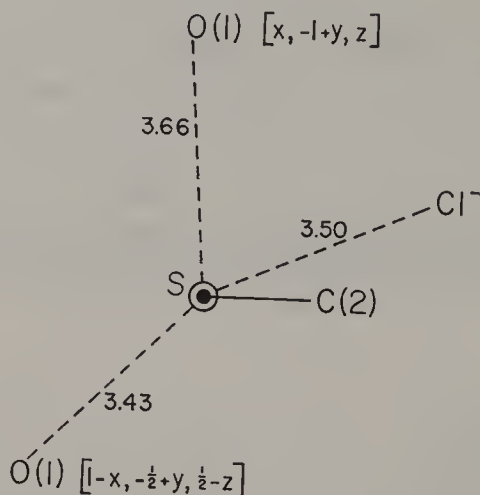 O(1) [x, -1+y, z]
3.66
Cl⁻
3.50
S
C(2)
3.43
O(1) [1-x, -½+y, ½-z]